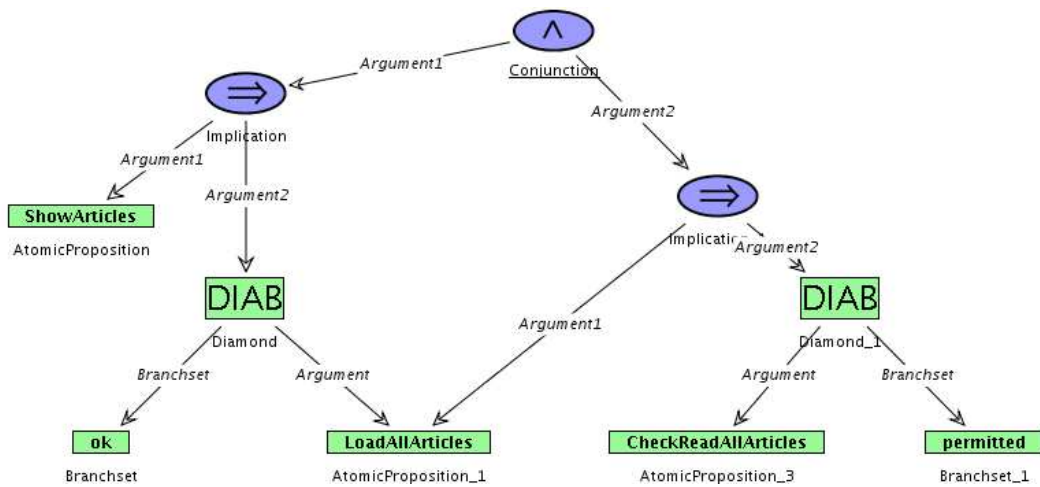 ∧
Conjunction
Argument1
⇒
Implication
Argument2
⇒
Implication
Argument1
Argument2
Argument2
ShowArticles
AtomicProposition
DIAB
Diamond
DIAB
Diamond_1
Argument1
Branchset
Argument
Argument
Branchset
ok
Branchset
LoadAllArticles
AtomicProposition_1
CheckReadAllArticles
AtomicProposition_3
permitted
Branchset_1